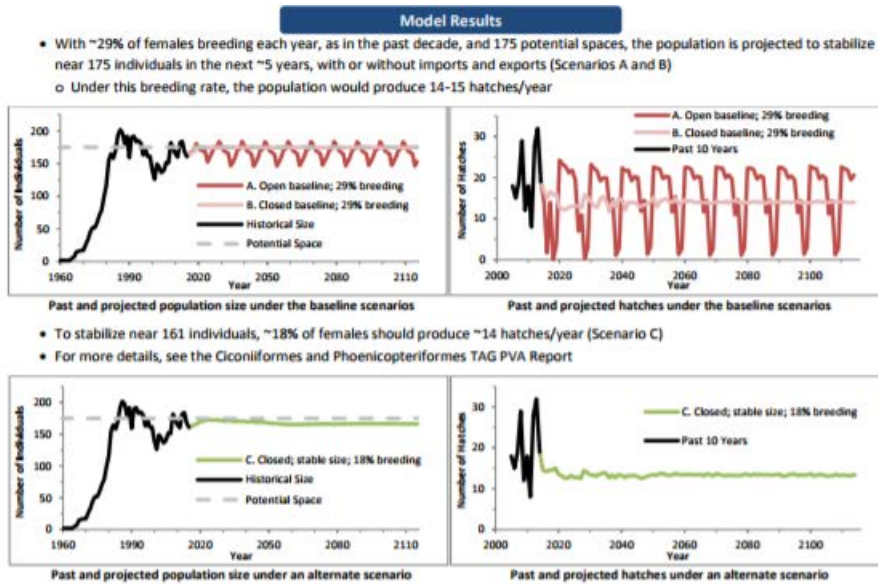 Model Results
• With ~29% of females breeding each year, as in the past decade, and 175 potential spaces, the population is projected to stabilize
near 175 individuals in the next ~5 years, with or without imports and exports (Scenarios A and B)
o Under this breeding rate, the population would produce 14-15 hatches/year
Number of Individuals
200
150
100
50
0
1960
1990
2020
2050
2080
2110
Year
A. Open baseline; 29% breeding
B. Closed baseline; 29% breeding
Historical Size
Potential Space
Past and projected population size under the baseline scenarios
Number of Hatches
30
20
10
0
2000
2020
2040
2060
2080
2100
Year
A. Open baseline; 29% breeding
B. Closed baseline; 29% breeding
Past 10 Years
Past and projected hatches under the baseline scenarios
• To stabilize near 161 individuals, ~18% of females should produce ~14 hatches/year (Scenario C)
• For more details, see the Ciconiiformes and Phoenicopteriformes TAG PVA Report
Number of Individuals
200
150
100
50
0
1960
1990
2020
2050
2080
2110
Year
C. Closed; stable size; 18% breeding
Historical Size
Potential Space
Past and projected population size under an alternate scenario
Number of Hatches
30
20
10
0
2000
2020
2040
2060
2080
2100
Year
C. Closed; stable size; 18% breeding
Past 10 Years
Past and projected hatches under an alternate scenario